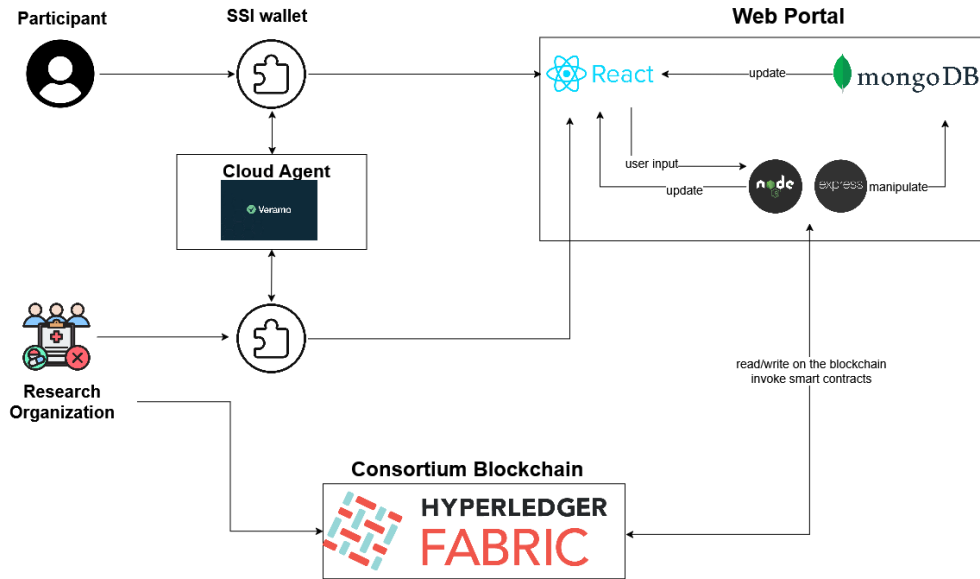 Participant
SSI wallet
Web Portal
React
update
mongoDB
user input
update
node
JS
express
manipulate
Cloud Agent
Veramo
Research
Organization
read/write on the blockchain
invoke smart contracts
Consortium Blockchain
HYPERLEDGER
FABRIC